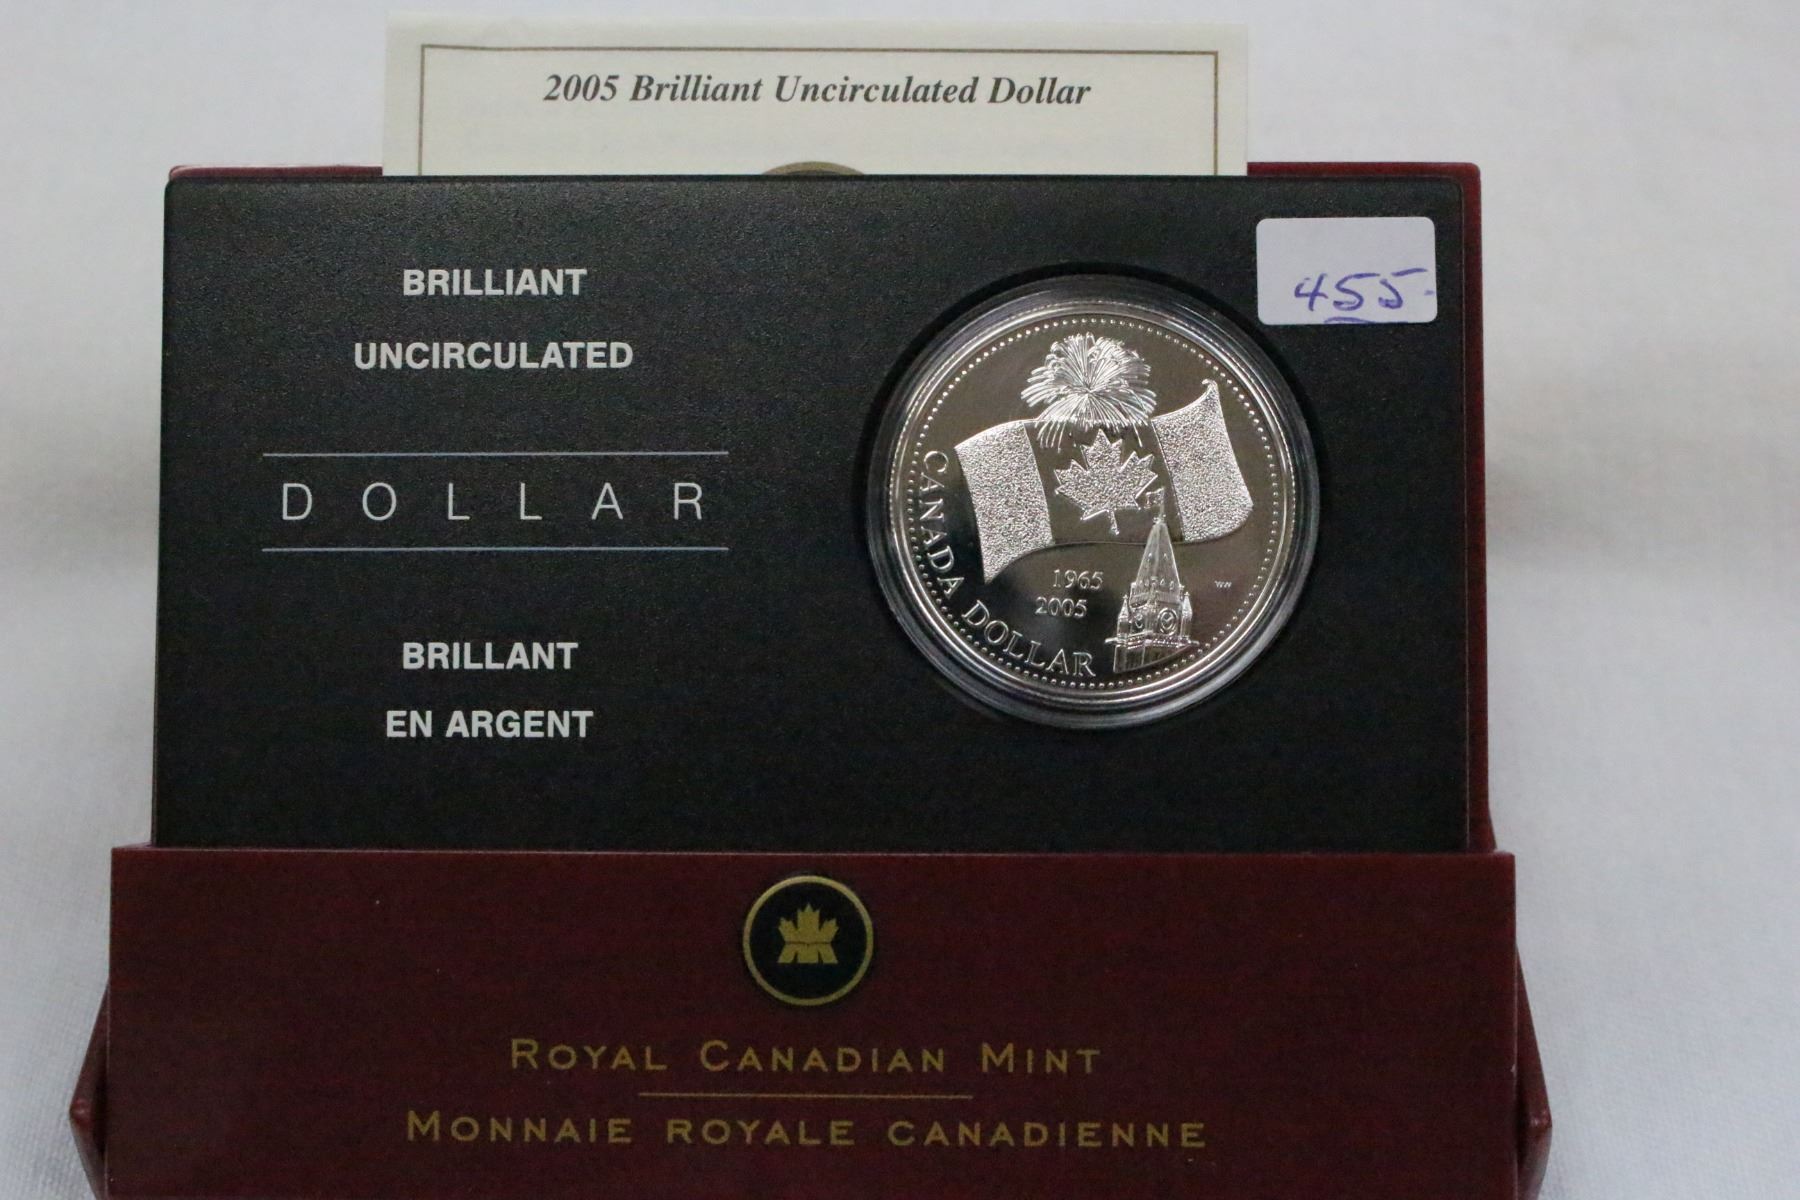 2005 Brilliant Uncirculated Dollar
455-
BRILLIANT
UNCIRCULATED
DOLLAR
BRILLANT
EN ARGENT
CANADA DOLLAR
1965
2005
WW
ROYAL CANADIAN MINT
MONNAIE ROYALE CANADIENNE